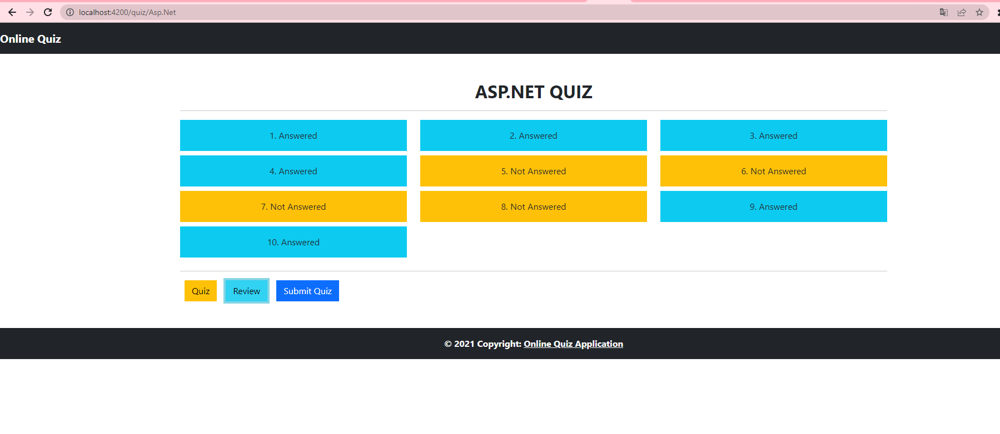 localhost:4200/quiz/Asp.Net
Online Quiz
ASP.NET QUIZ
1. Answered
2. Answered
3. Answered
4. Answered
5. Not Answered
6. Not Answered
7. Not Answered
8. Not Answered
9. Answered
10. Answered
Quiz
Review
Submit Quiz
© 2021 Copyright: Online Quiz Application